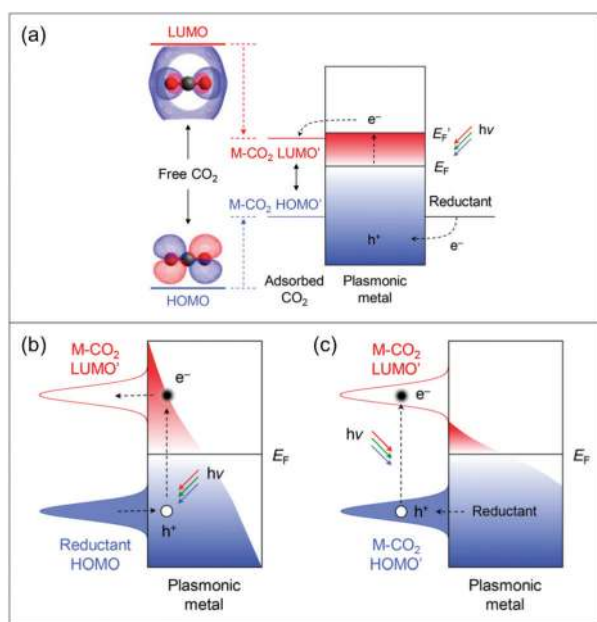 (a)
LUMO
Free CO₂
HOMO
M-CO₂ LUMO'
M-CO₂ HOMO'
Adsorbed
CO₂
e⁻
h⁺
Plasmonic
metal
E_F'
hν
E_F
Reductant
e⁻
(b)
M-CO₂
LUMO'
e⁻
hν
h⁺
E_F
Reductant
HOMO
Plasmonic
metal
(c)
M-CO₂
LUMO'
e⁻
hν
E_F
h⁺
Reductant
M-CO₂
HOMO'
Plasmonic
metal